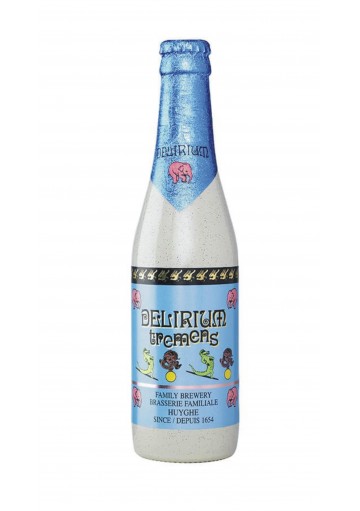 DELIRIUM
DELIRIUM
tremens
FAMILY BREWERY
BRASSERIE FAMILIALE
HUYGHE
SINCE / DEPUIS 1654